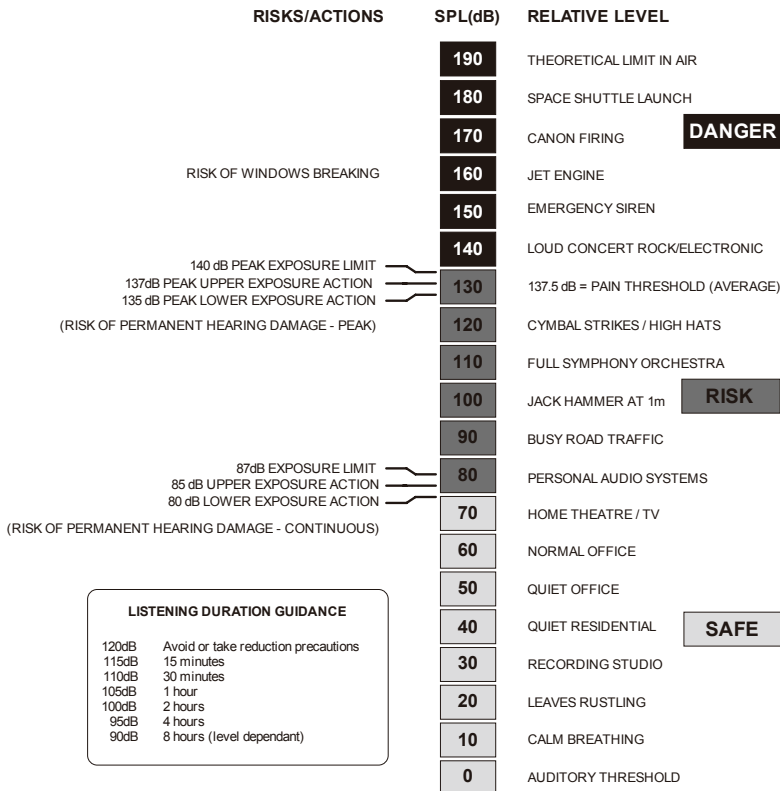 RISKS/ACTIONS SPL(dB) RELATIVE LEVEL
190 THEORETICAL LIMIT IN AIR
180 SPACE SHUTTLE LAUNCH
DANGER
170 CANON FIRING
RISK OF WINDOWS BREAKING 160 JET ENGINE
150 EMERGENCY SIREN
140 LOUD CONCERT ROCK/ELECTRONIC
140 dB PEAK EXPOSURE LIMIT
137dB PEAK UPPER EXPOSURE ACTION 130 137.5 dB = PAIN THRESHOLD (AVERAGE)
135 dB PEAK LOWER EXPOSURE ACTION
(RISK OF PERMANENT HEARING DAMAGE - PEAK) 120 CYMBAL STRIKES / HIGH HATS
110 FULL SYMPHONY ORCHESTRA
100 JACK HAMMER AT 1m RISK
90 BUSY ROAD TRAFFIC
87dB EXPOSURE LIMIT
85 dB UPPER EXPOSURE ACTION 80 PERSONAL AUDIO SYSTEMS
80 dB LOWER EXPOSURE ACTION
70 HOME THEATRE / TV
(RISK OF PERMANENT HEARING DAMAGE - CONTINUOUS)
60 NORMAL OFFICE
50 QUIET OFFICE
40 QUIET RESIDENTIAL SAFE
30 RECORDING STUDIO
20 LEAVES RUSTLING
10 CALM BREATHING
0 AUDITORY THRESHOLD
LISTENING DURATION GUIDANCE
120dB Avoid or take reduction precautions
115dB 15 minutes
110dB 30 minutes
105dB 1 hour
100dB 2 hours
95dB 4 hours
90dB 8 hours (level dependant)